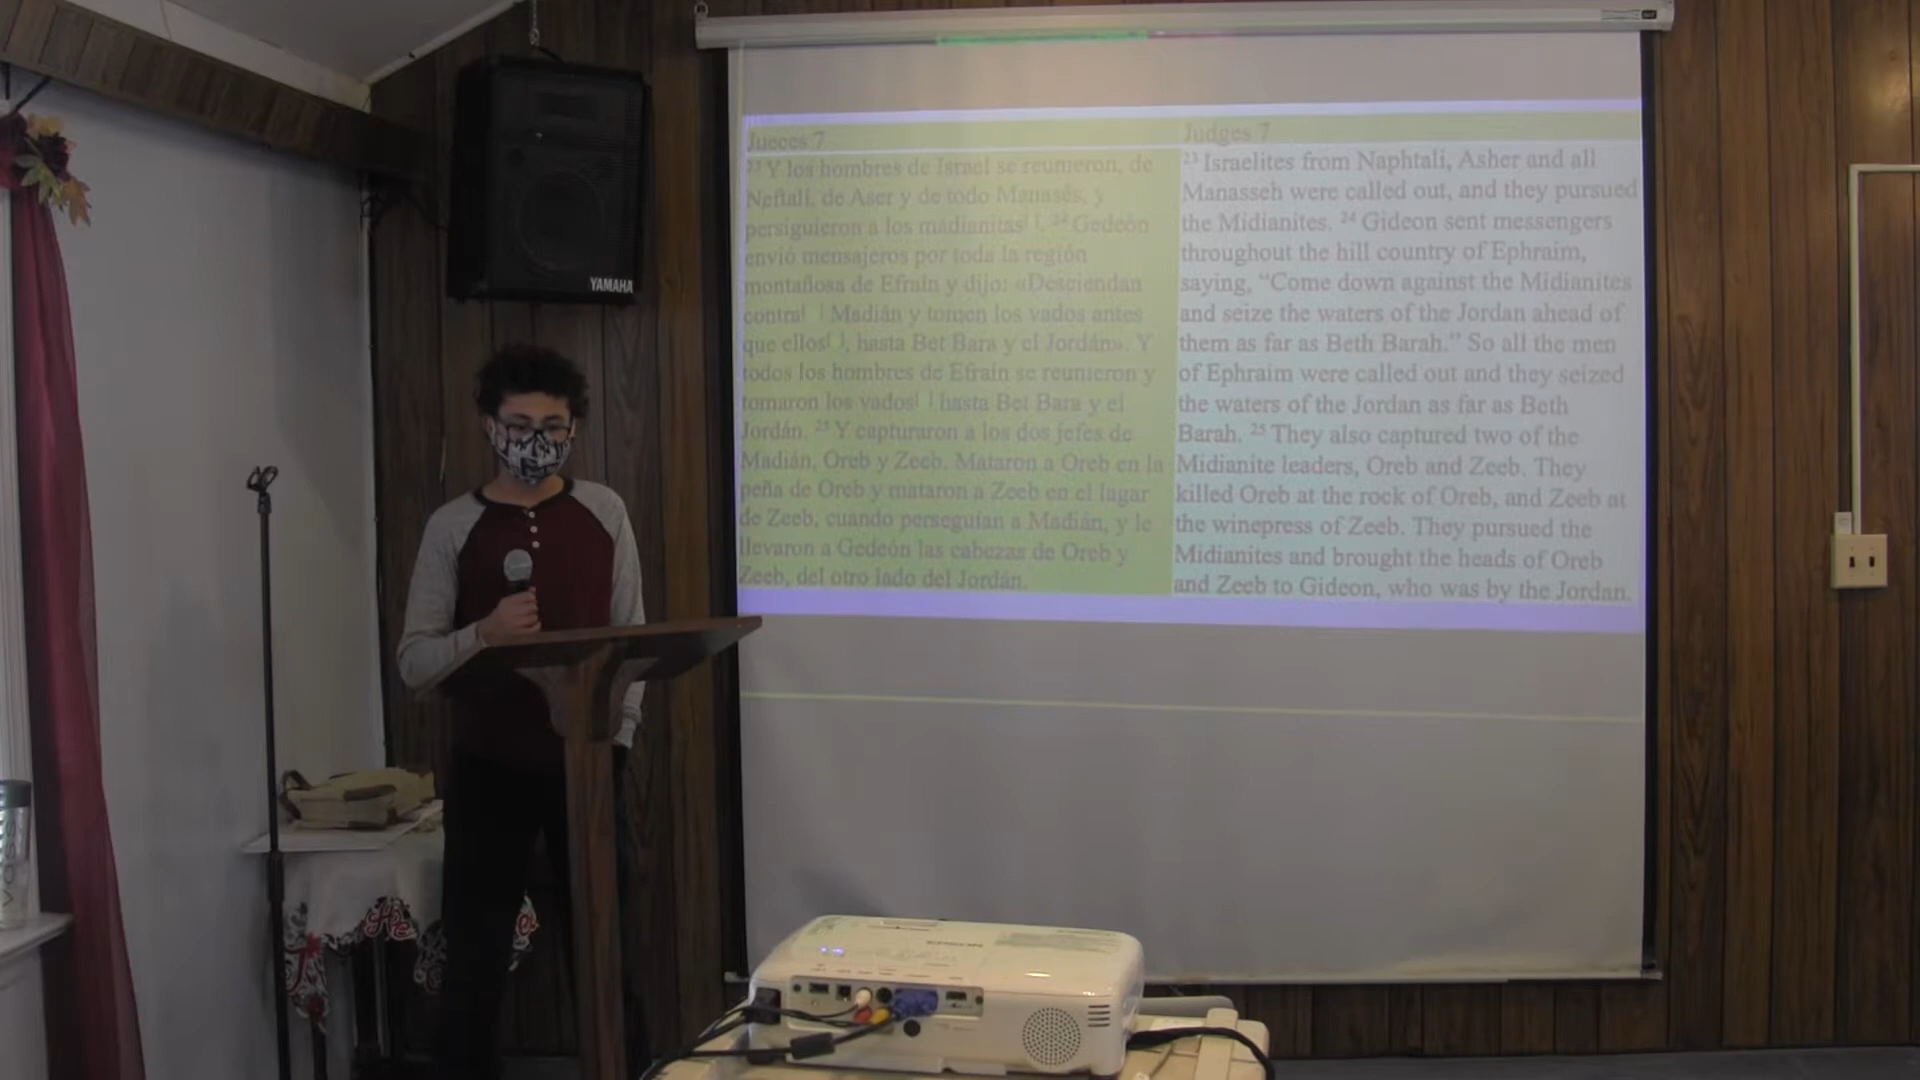 YAMAHA
Jueces 7
23 Y los hombres de Israel se reunieron, de
Neftalí, de Aser y de todo Manasés, y
persiguieron a los madianitas[ ]. 24 Gedeón
envió mensajeros por toda la región
montañosa de Efraín y dijo: «Desciendan
contra[ ] Madián y tomen los vados antes
que ellos[ ], hasta Bet Bara y el Jordán». Y
todos los hombres de Efraín se reunieron y
tomaron los vados[ ] hasta Bet Bara y el
Jordán. 25 Y capturaron a los dos jefes de
Madián, Oreb y Zeeb. Mataron a Oreb en la
peña de Oreb y mataron a Zeeb en el lagar
de Zeeb, cuando perseguían a Madián, y le
llevaron a Gedeón las cabezas de Oreb y
Zeeb, del otro lado del Jordán.
Judges 7
23 Israelites from Naphtali, Asher and all
Manasseh were called out, and they pursued
the Midianites. 24 Gideon sent messengers
throughout the hill country of Ephraim,
saying, “Come down against the Midianites
and seize the waters of the Jordan ahead of
them as far as Beth Barah.” So all the men
of Ephraim were called out and they seized
the waters of the Jordan as far as Beth
Barah. 25 They also captured two of the
Midianite leaders, Oreb and Zeeb. They
killed Oreb at the rock of Oreb, and Zeeb at
the winepress of Zeeb. They pursued the
Midianites and brought the heads of Oreb
and Zeeb to Gideon, who was by the Jordan.